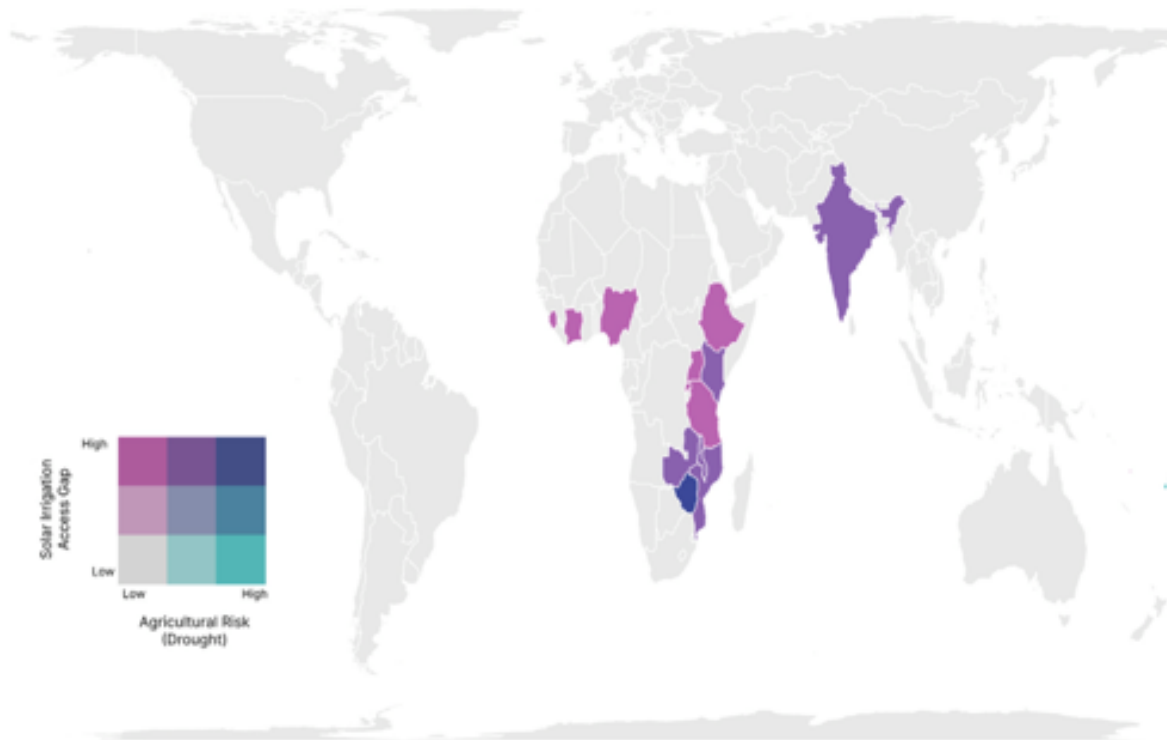 High
Solar Irrigation
Access Gap
Low
Low
High
Agricultural Risk
(Drought)